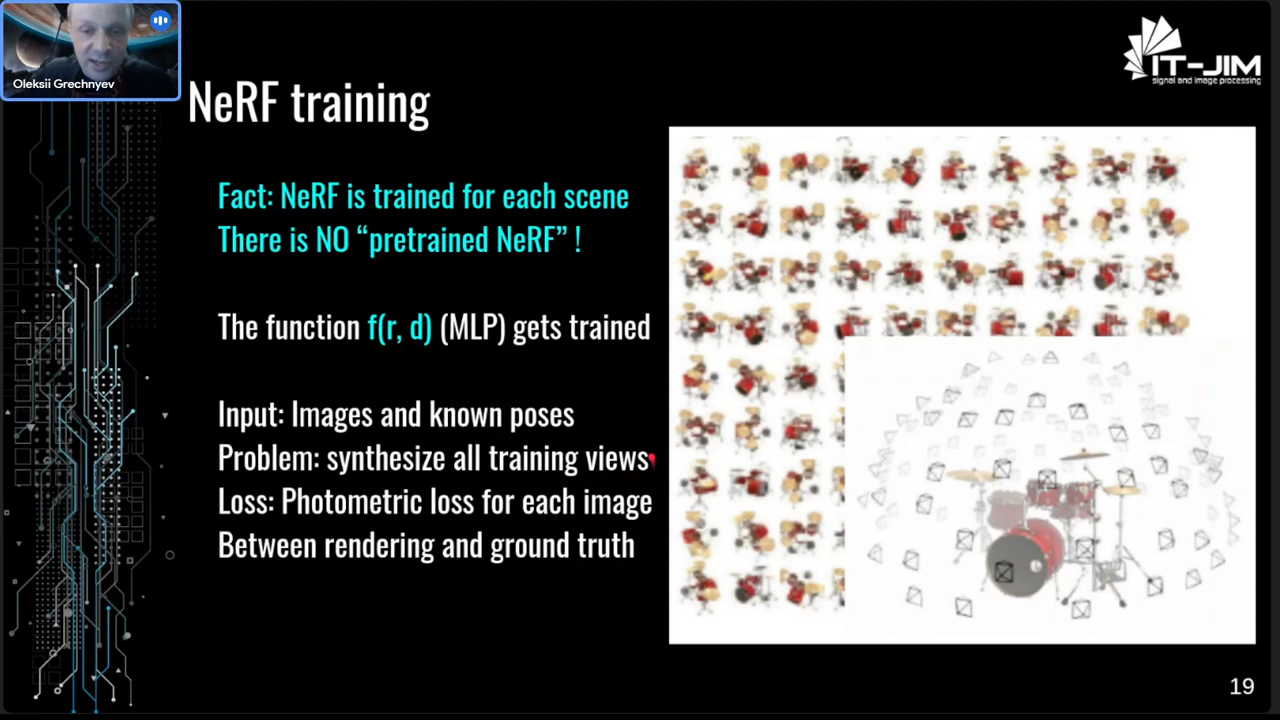 Oleksii Grechnyev
IT-JIM
signal and image processing
NeRF training
Fact: NeRF is trained for each scene
There is NO “pretrained NeRF” !
The function f(r, d) (MLP) gets trained
Input: Images and known poses
Problem: synthesize all training views
Loss: Photometric loss for each image
Between rendering and ground truth
19